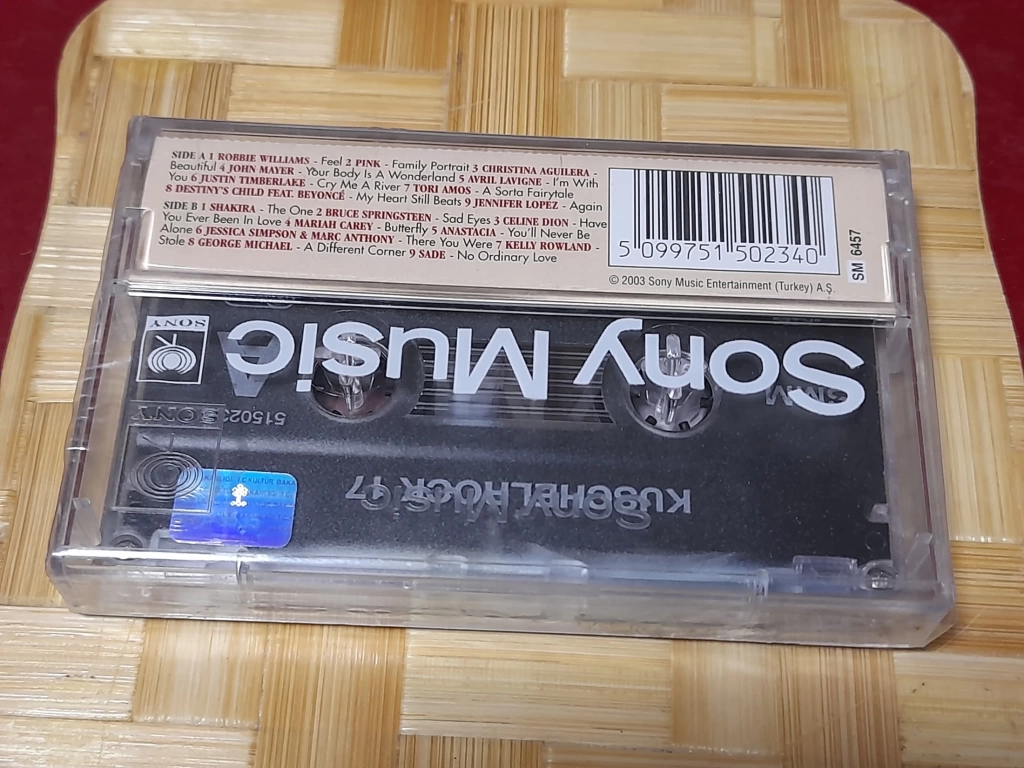 SIDE A 1 ROBBIE WILLIAMS - Feel 2 PINK - Family Portrait 3 CHRISTINA AGUILERA -
Beautiful 4 JOHN MAYER - Your Body Is A Wonderland 5 AVRIL LAVIGNE - I'm With
You 6 JUSTIN TIMBERLAKE - Cry Me A River 7 TORI AMOS - A Sorta Fairytale
8 DESTINY'S CHILD FEAT. BEYONCÉ - My Heart Still Beats 9 JENNIFER LOPEZ - Again
SIDE B 1 SHAKIRA - The One 2 BRUCE SPRINGSTEEN - Sad Eyes 3 CELINE DION - Have
You Ever Been In Love 4 MARIAH CAREY - Butterfly 5 ANASTACIA - You'll Never Be
Alone 6 JESSICA SIMPSON & MARC ANTHONY - There You Were 7 KELLY ROWLAND -
Stole 8 GEORGE MICHAEL - A Different Corner 9 SADE - No Ordinary Love
5 099751 502340
SM 6457
© 2003 Sony Music Entertainment (Turkey) A.Ş.
SONY
Sony Music
A
SONY
KUSCHELROCK 17
Sony Music